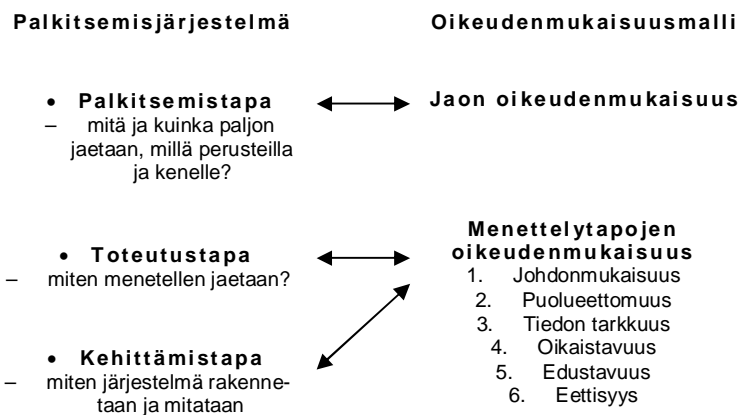 Palkitsemisjärjestelmä
• Palkitsemistapa
– mitä ja kuinka paljon
jaetaan, millä perusteilla
ja kenelle?
• Toteutustapa
– miten menetellen jaetaan?
• Kehittämistapa
– miten järjestelmä rakenne-
taan ja mitataan
Oikeudenmukaisuusmalli
Jaon oikeudenmukaisuus
Menettelytapojen
oikeudenmukaisuus
1. Johdonmukaisuus
2. Puolueettomuus
3. Tiedon tarkkuus
4. Oikaistavuus
5. Edustavuus
6. Eettisyys